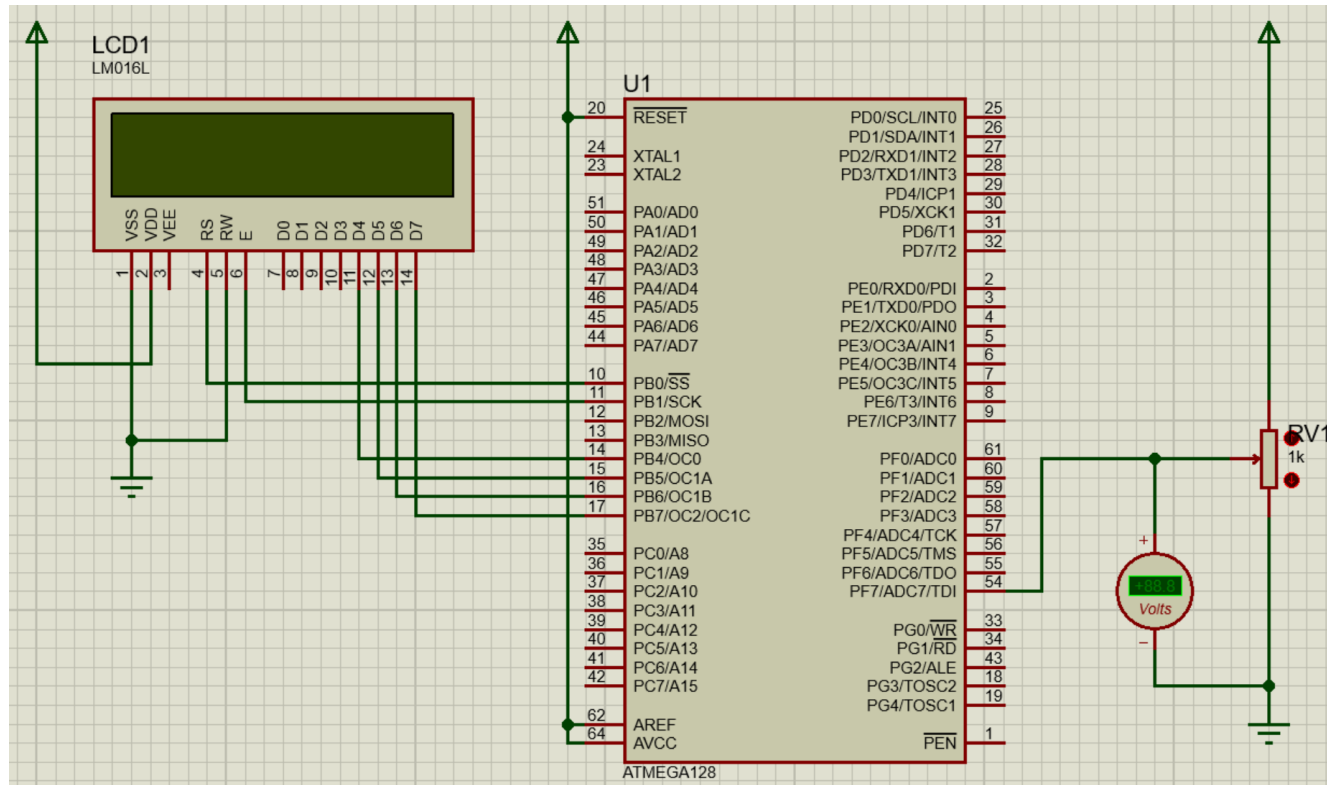 LCD1
LM016L
VSS
VDD
VEE
RS
RW
E
D0
D1
D2
D3
D4
D5
D6
D7
1
2
3
4
5
6
7
8
9
10
11
12
13
14
U1
20 RESET
24 XTAL1
23 XTAL2
51 PA0/AD0
50 PA1/AD1
49 PA2/AD2
48 PA3/AD3
47 PA4/AD4
46 PA5/AD5
45 PA6/AD6
44 PA7/AD7
10 PB0/SS
11 PB1/SCK
12 PB2/MOSI
13 PB3/MISO
14 PB4/OC0
15 PB5/OC1A
16 PB6/OC1B
17 PB7/OC2/OC1C
35 PC0/A8
36 PC1/A9
37 PC2/A10
38 PC3/A11
39 PC4/A12
40 PC5/A13
41 PC6/A14
42 PC7/A15
62 AREF
64 AVCC
PD0/SCL/INT0 25
PD1/SDA/INT1 26
PD2/RXD1/INT2 27
PD3/TXD1/INT3 28
PD4/ICP1 29
PD5/XCK1 30
PD6/T1 31
PD7/T2 32
PE0/RXD0/PDI 2
PE1/TXD0/PDO 3
PE2/XCK0/AIN0 4
PE3/OC3A/AIN1 5
PE4/OC3B/INT4 6
PE5/OC3C/INT5 7
PE6/T3/INT6 8
PE7/ICP3/INT7 9
PF0/ADC0 61
PF1/ADC1 60
PF2/ADC2 59
PF3/ADC3 58
PF4/ADC4/TCK 57
PF5/ADC5/TMS 56
PF6/ADC6/TDO 55
PF7/ADC7/TDI 54
PG0/WR 33
PG1/RD 34
PG2/ALE 43
PG3/TOSC2 18
PG4/TOSC1 19
PEN 1
ATMEGA128
RV1
1k
+
+88.8
Volts
−